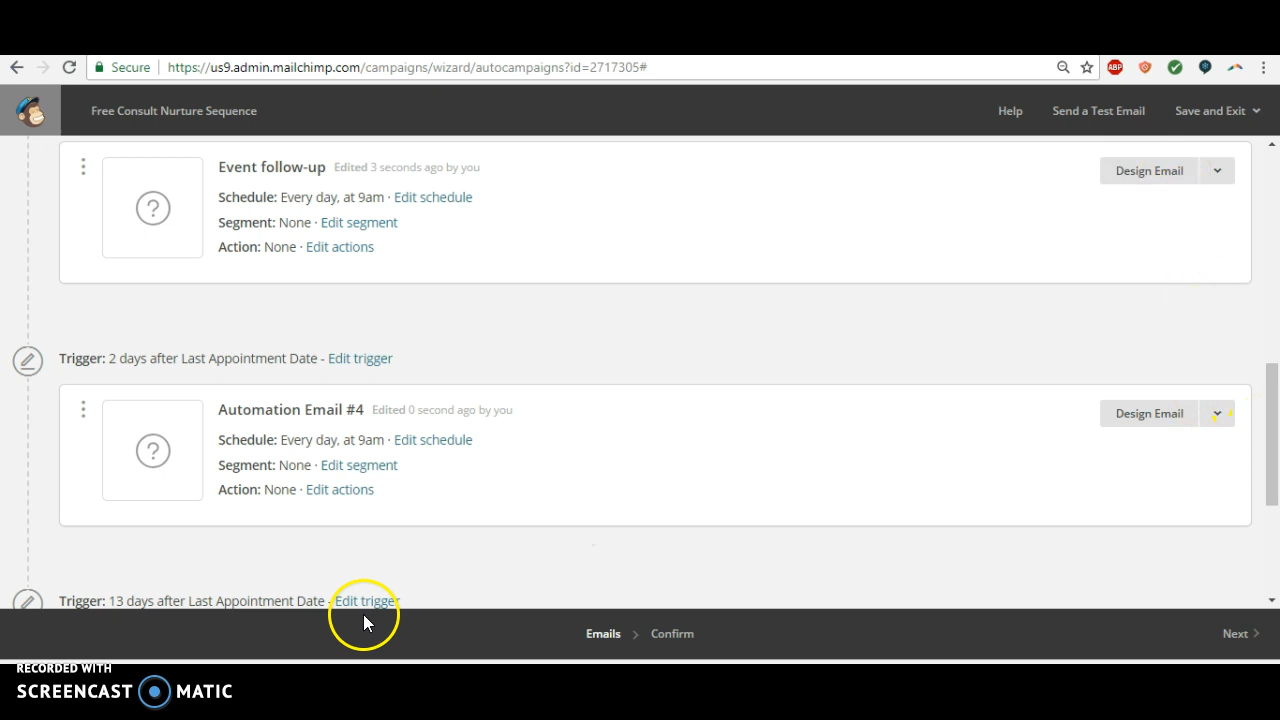 Secure | https://us9.admin.mailchimp.com/campaigns/wizard/autocampaigns?id=2717305#
ABP
Free Consult Nurture Sequence
Help
Send a Test Email
Save and Exit
Event follow-up Edited 3 seconds ago by you
Design Email
Schedule: Every day, at 9am · Edit schedule
Segment: None · Edit segment
Action: None · Edit actions
Trigger: 2 days after Last Appointment Date - Edit trigger
Automation Email #4 Edited 0 second ago by you
Design Email
Schedule: Every day, at 9am · Edit schedule
Segment: None · Edit segment
Action: None · Edit actions
Trigger: 13 days after Last Appointment Date - Edit trigger
Emails > Confirm
Next >
RECORDED WITH
SCREENCAST MATIC